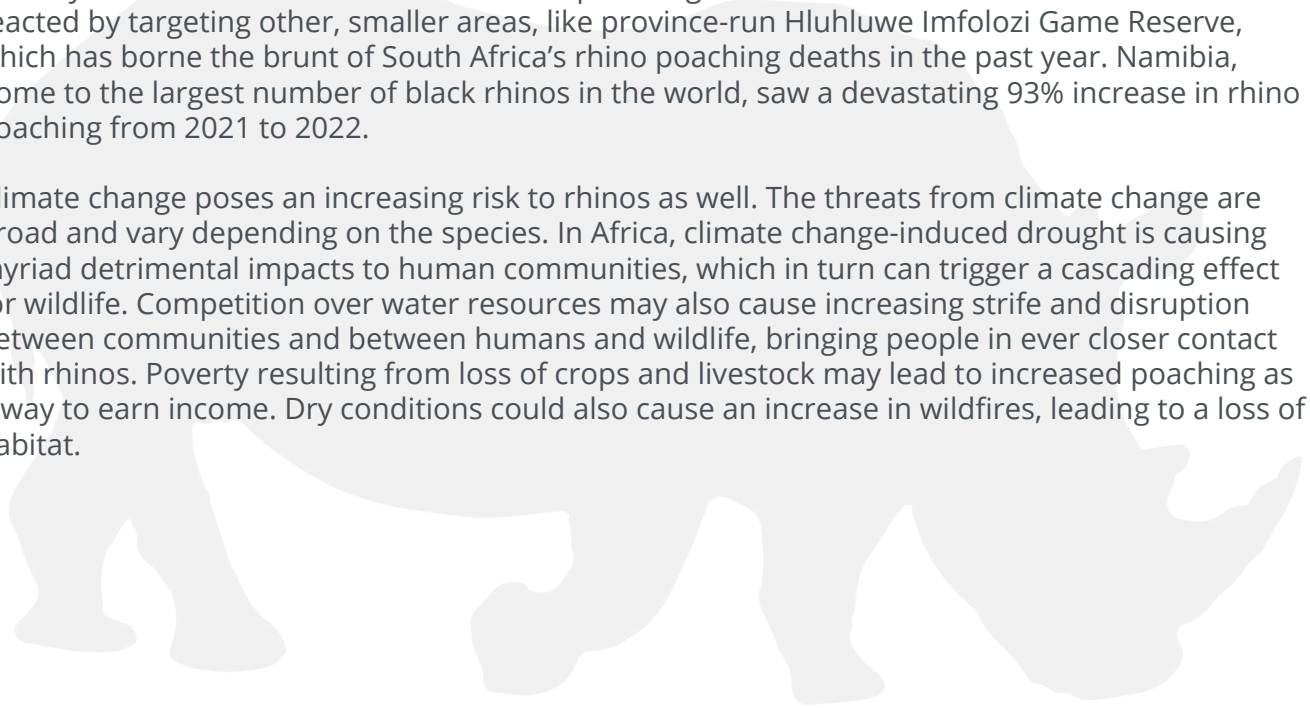 eacted by targeting other, smaller areas, like province-run Hluhluwe Imfolozi Game Reserve,
hich has borne the brunt of South Africa's rhino poaching deaths in the past year. Namibia,
ome to the largest number of black rhinos in the world, saw a devastating 93% increase in rhino
oaching from 2021 to 2022.
limate change poses an increasing risk to rhinos as well. The threats from climate change are
road and vary depending on the species. In Africa, climate change-induced drought is causing
yriad detrimental impacts to human communities, which in turn can trigger a cascading effect
or wildlife. Competition over water resources may also cause increasing strife and disruption
etween communities and between humans and wildlife, bringing people in ever closer contact
ith rhinos. Poverty resulting from loss of crops and livestock may lead to increased poaching as
way to earn income. Dry conditions could also cause an increase in wildfires, leading to a loss of
abitat.